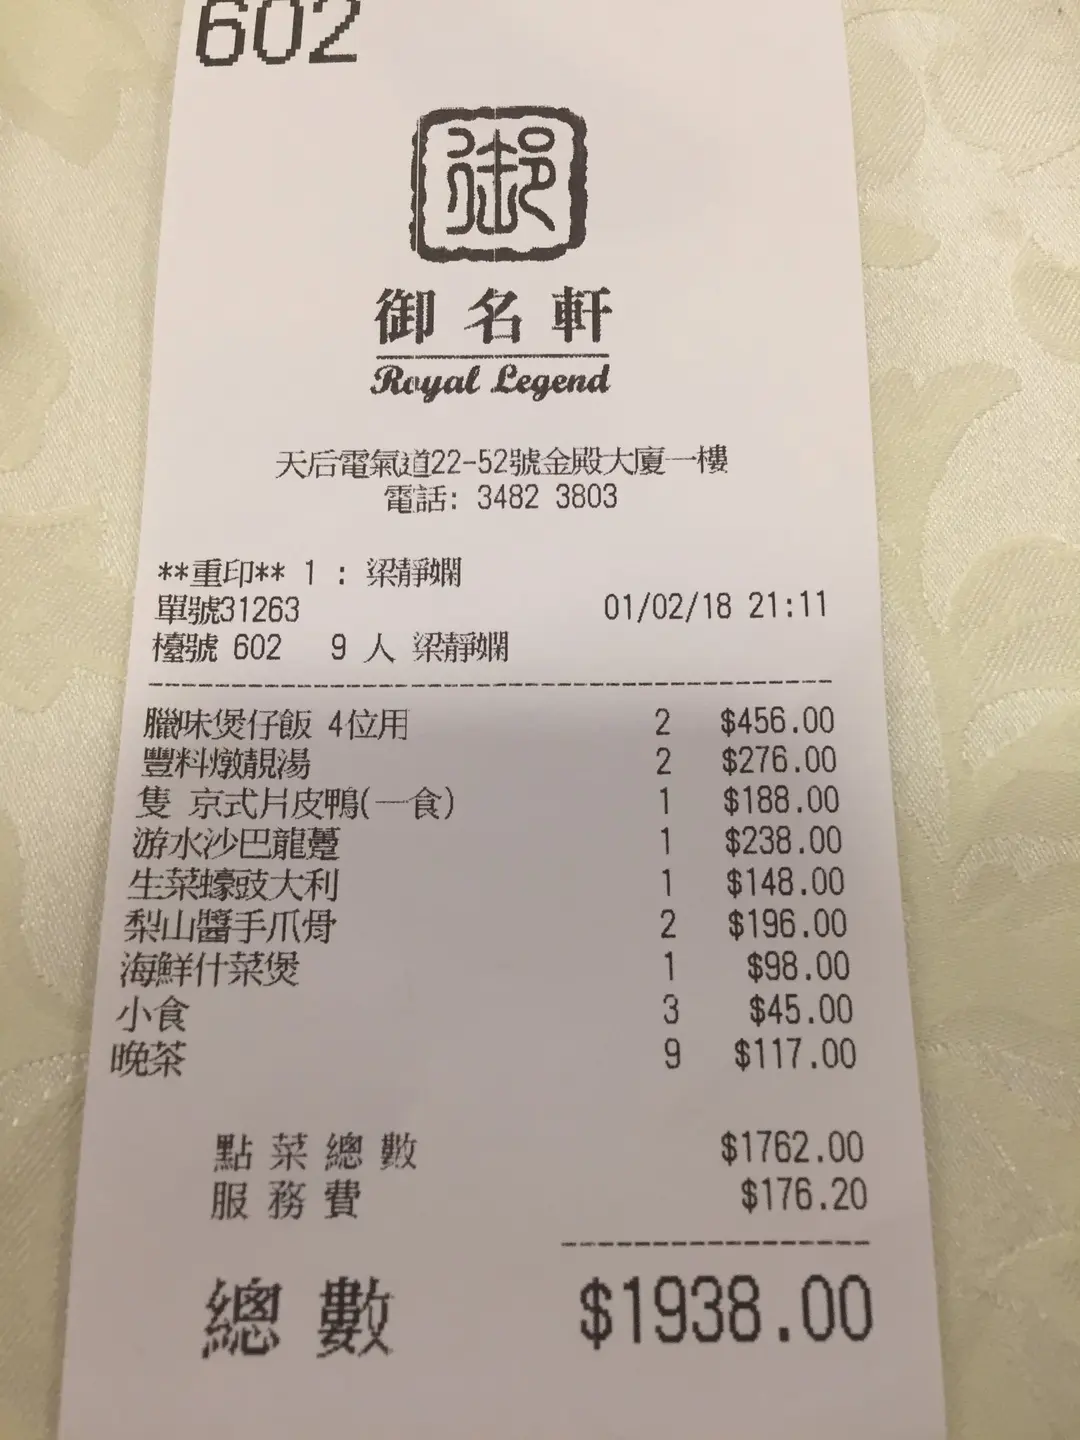 602
御
御名軒
Royal Legend
天后電氣道22-52號金殿大廈一樓
電話: 3482 3803
**重印** 1 : 梁靜嫻
單號31263 01/02/18 21:11
檯號 602 9 人 梁靜嫻
臘味煲仔飯 4位用 2 $456.00
豐料燉靚湯 2 $276.00
隻 京式片皮鴨(一食) 1 $188.00
游水沙巴龍躉 1 $238.00
生菜蠔豉大利 1 $148.00
梨山醬手爪骨 2 $196.00
海鮮什菜煲 1 $98.00
小食 3 $45.00
晚茶 9 $117.00
點菜總數 $1762.00
服務費 $176.20
總數 $1938.00